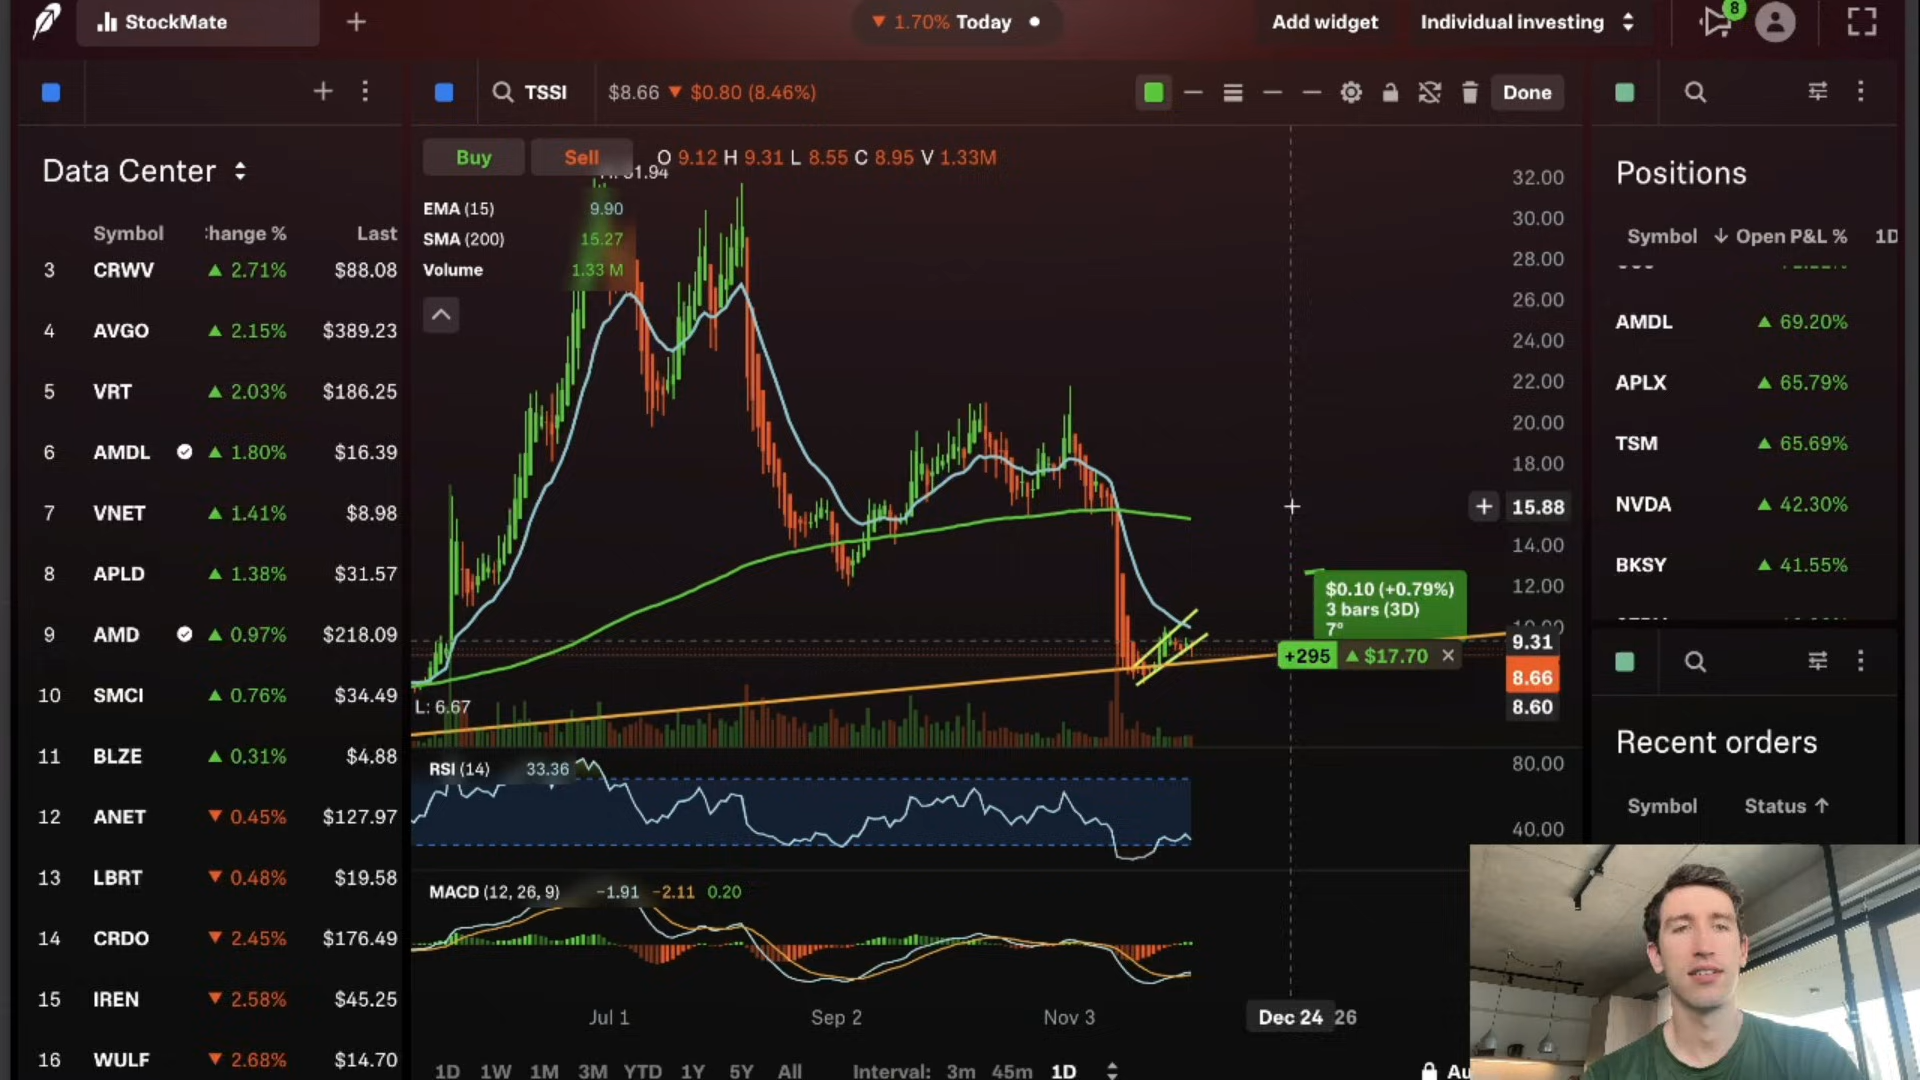 StockMate
1.70% Today
Add widget
Individual investing
8
TSSI
$8.66 $0.80 (8.46%)
Done
Data Center
Symbol
Last
3 CRWV 2.71% $88.08
4 AVGO 2.15% $389.23
5 VRT 2.03% $186.25
6 AMDL 1.80% $16.39
7 VNET 1.41% $8.98
8 APLD 1.38% $31.57
9 AMD 0.97% $218.09
10 SMCI 0.76% $34.49
11 BLZE 0.31% $4.88
12 ANET 0.45% $127.97
13 LBRT 0.48% $19.58
14 CRDO 2.45% $176.49
15 IREN 2.58% $45.25
16 WULF 2.68% $14.70
Buy
Sell
O 9.12 H 9.31 L 8.55 C 8.95 V 1.33M
EMA (15) 9.90
SMA (200) 15.27
Volume 1.33 M
32.00
30.00
28.00
26.00
24.00
22.00
20.00
18.00
15.88
14.00
12.00
$0.10 (+0.79%)
3 bars (3D)
7°
+295 $17.70
9.31
8.66
8.60
L: 6.67
RSI (14) 33.36
80.00
40.00
MACD (12, 26, 9) −1.91 −2.11 0.20
Jul 1
Sep 2
Nov 3
Dec 24
26
1D 1W 1M 3M YTD 1Y 5Y All
Interval: 3m 45m 1D
Positions
Symbol
Open P&L %
1D
AMDL 69.20%
APLX 65.79%
TSM 65.69%
NVDA 42.30%
BKSY 41.55%
Recent orders
Symbol
Status